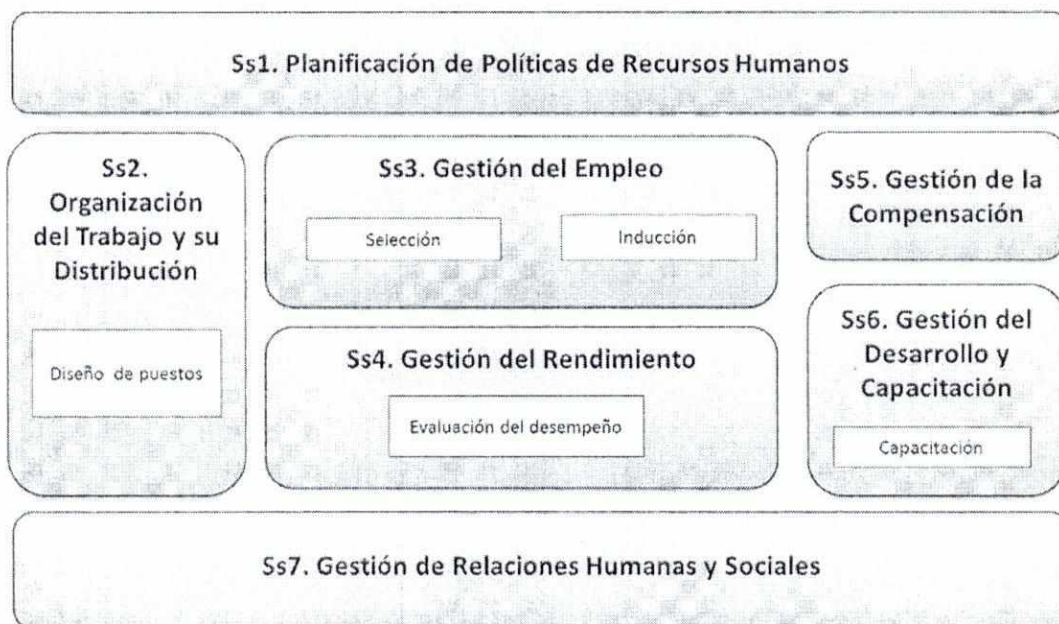 Ss1. Planificación de Políticas de Recursos Humanos
Ss2.
Organización
del Trabajo y su
Distribución
Diseño de puestos
Ss3. Gestión del Empleo
Selección
Inducción
Ss4. Gestión del Rendimiento
Evaluación del desempeño
Ss5. Gestión de la
Compensación
Ss6. Gestión del
Desarrollo y
Capacitación
Capacitación
Ss7. Gestión de Relaciones Humanas y Sociales